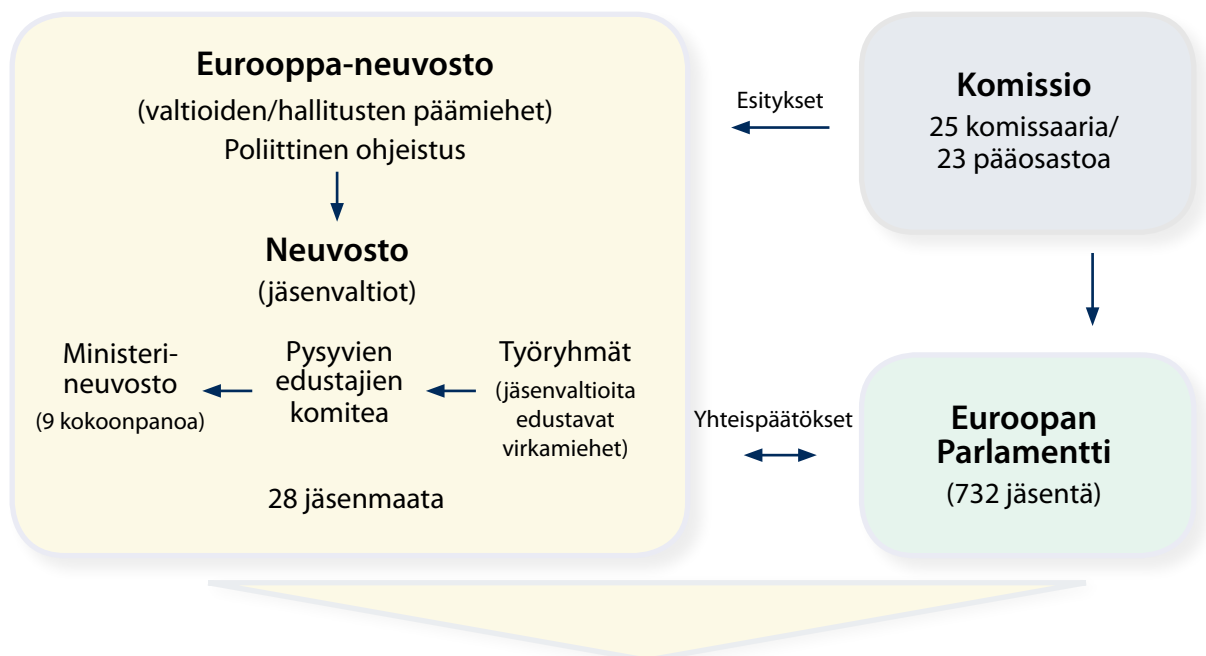 Eurooppa-neuvosto
(valtioiden/hallitusten päämiehet)
Poliittinen ohjeistus
Neuvosto
(jäsenvaltiot)
Ministeri-
neuvosto
(9 kokoonpanoa)
Pysyvien
edustajien
komitea
Työryhmät
(jäsenvaltioita
edustavat
virkamiehet)
28 jäsenmaata
Esitykset
Komissio
25 komissaaria/
23 pääosastoa
Yhteispäätökset
Euroopan
Parlamentti
(732 jäsentä)